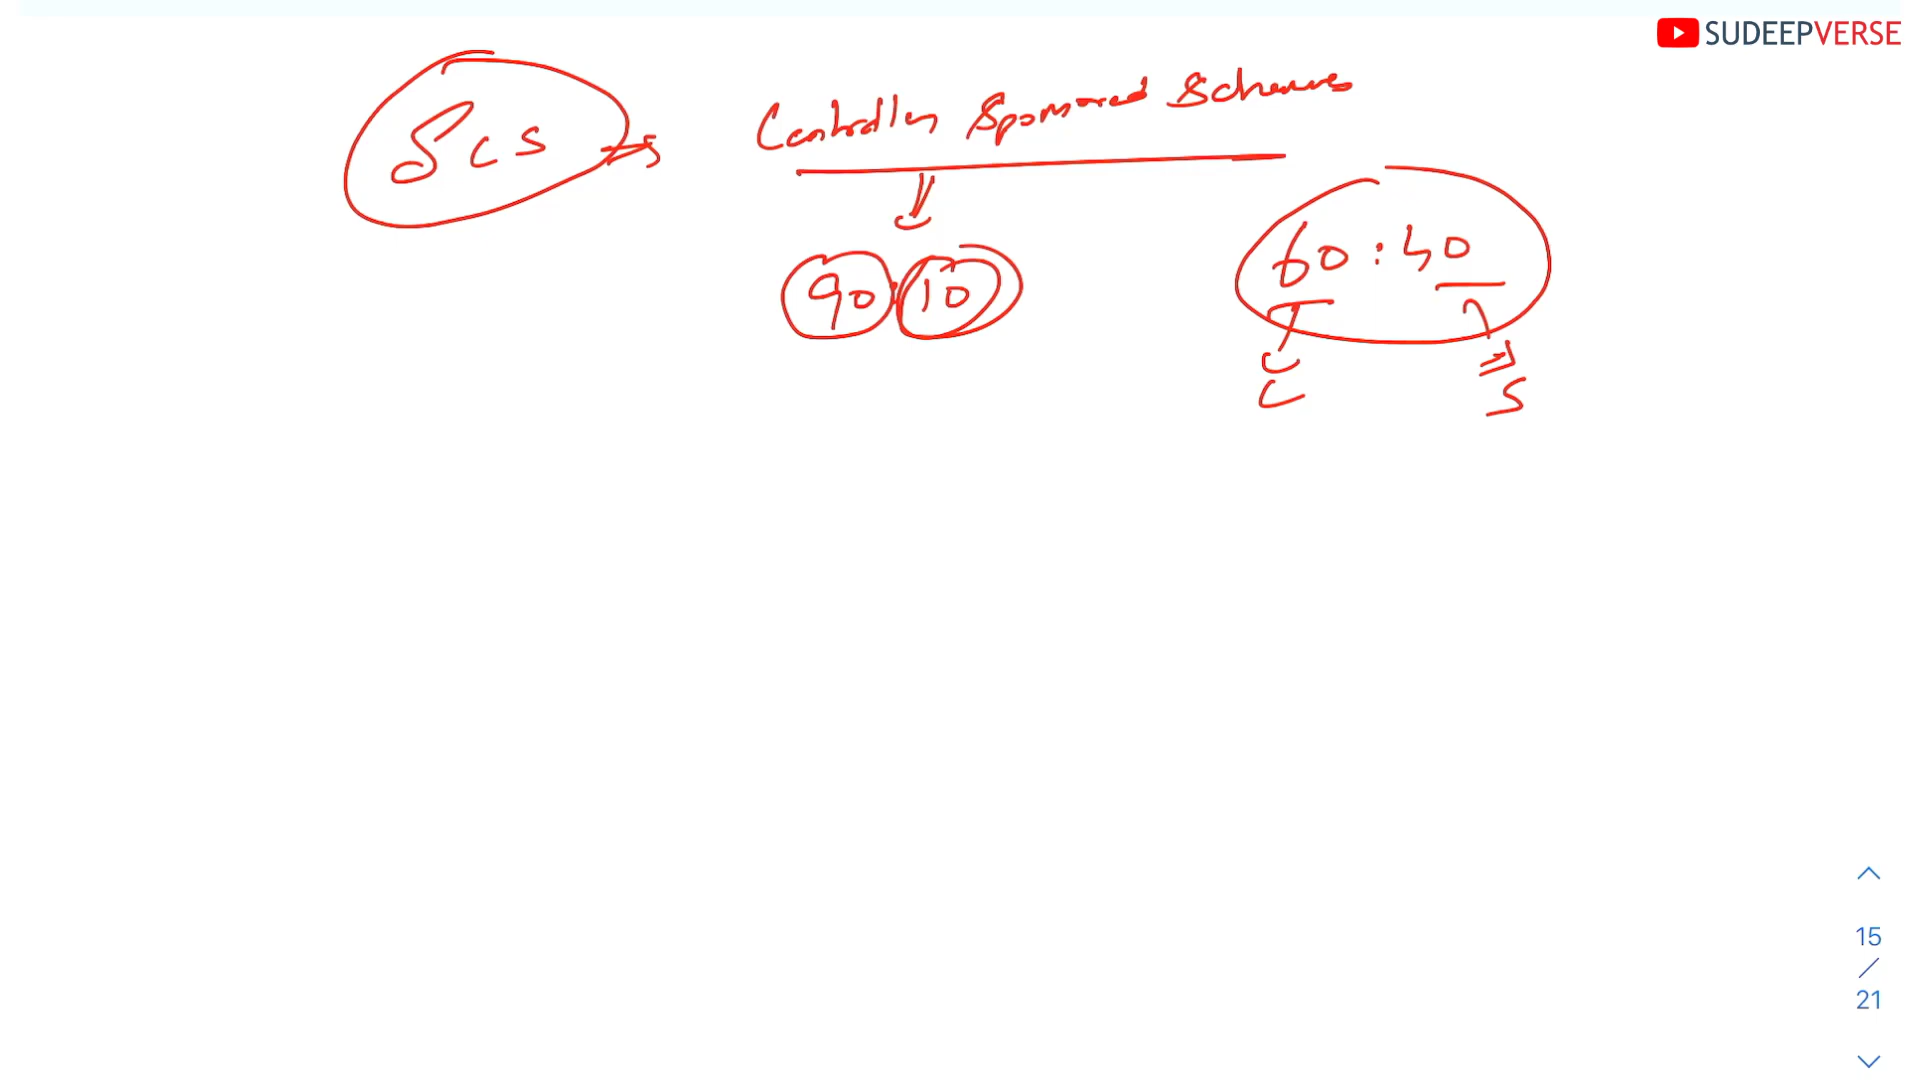 SUDEEPVERSE
SCS → Centrally Sponsored Schemes
90:10
60:40
C
S
15
/
21